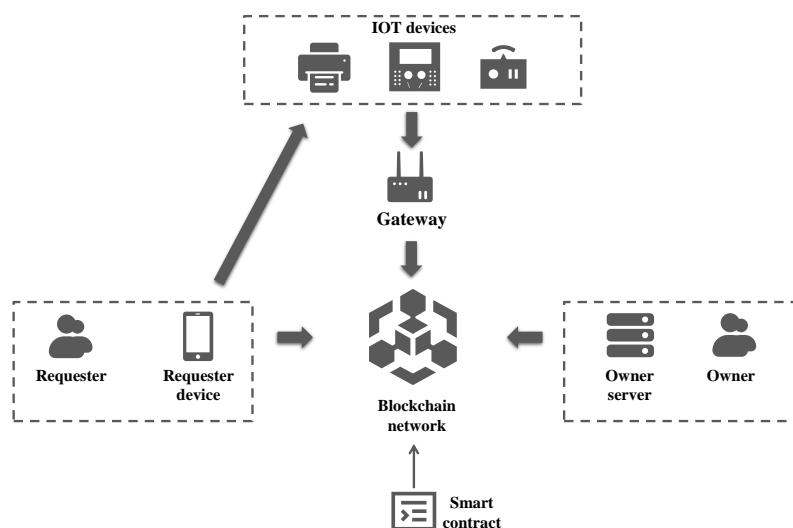 IOT devices
Gateway
Requester
Requester
device
Blockchain
network
Owner
server
Owner
Smart
contract